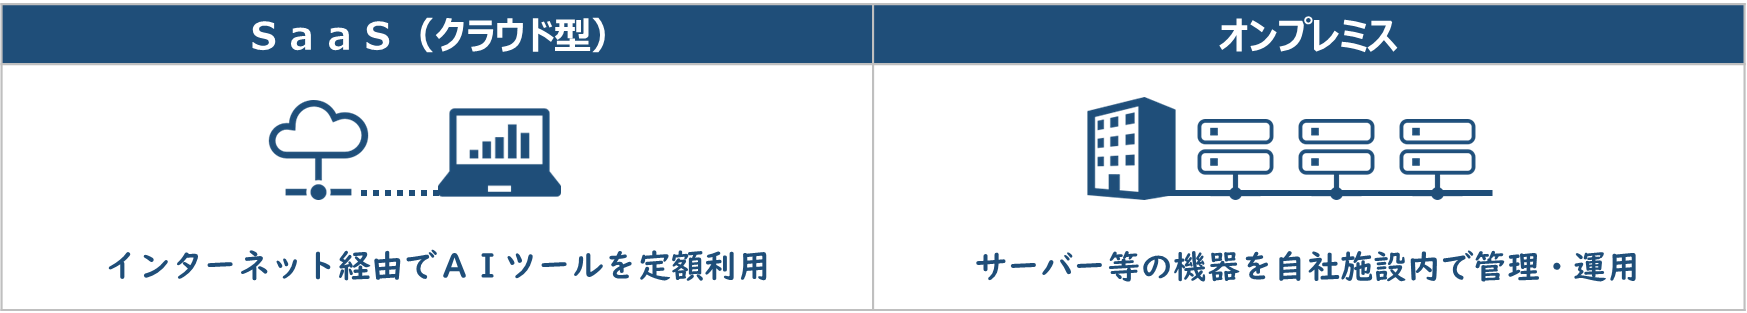 ＳａａＳ（クラウド型）
オンプレミス
インターネット経由でＡＩツールを定額利用
サーバー等の機器を自社施設内で管理・運用